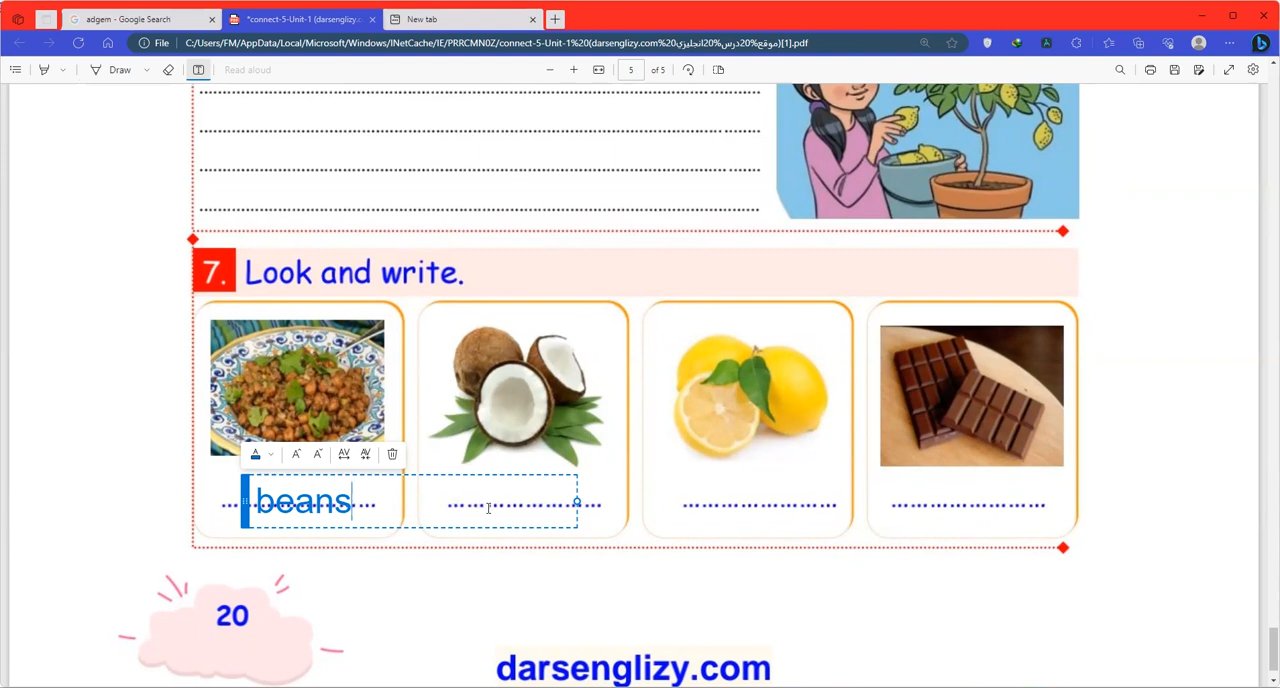 adgem - Google Search
*connect-5-Unit-1 (darsenglizy.c
New tab
File
C:/Users/FM/AppData/Local/Microsoft/Windows/INetCache/IE/PRRCMN0Z/connect-5-Unit-1%20(darsenglizy.com%20موقع%20درس%20انجليزي)[1].pdf
Draw
Read aloud
5
of 5
7. Look and write.
beans
20
darsenglizy.com